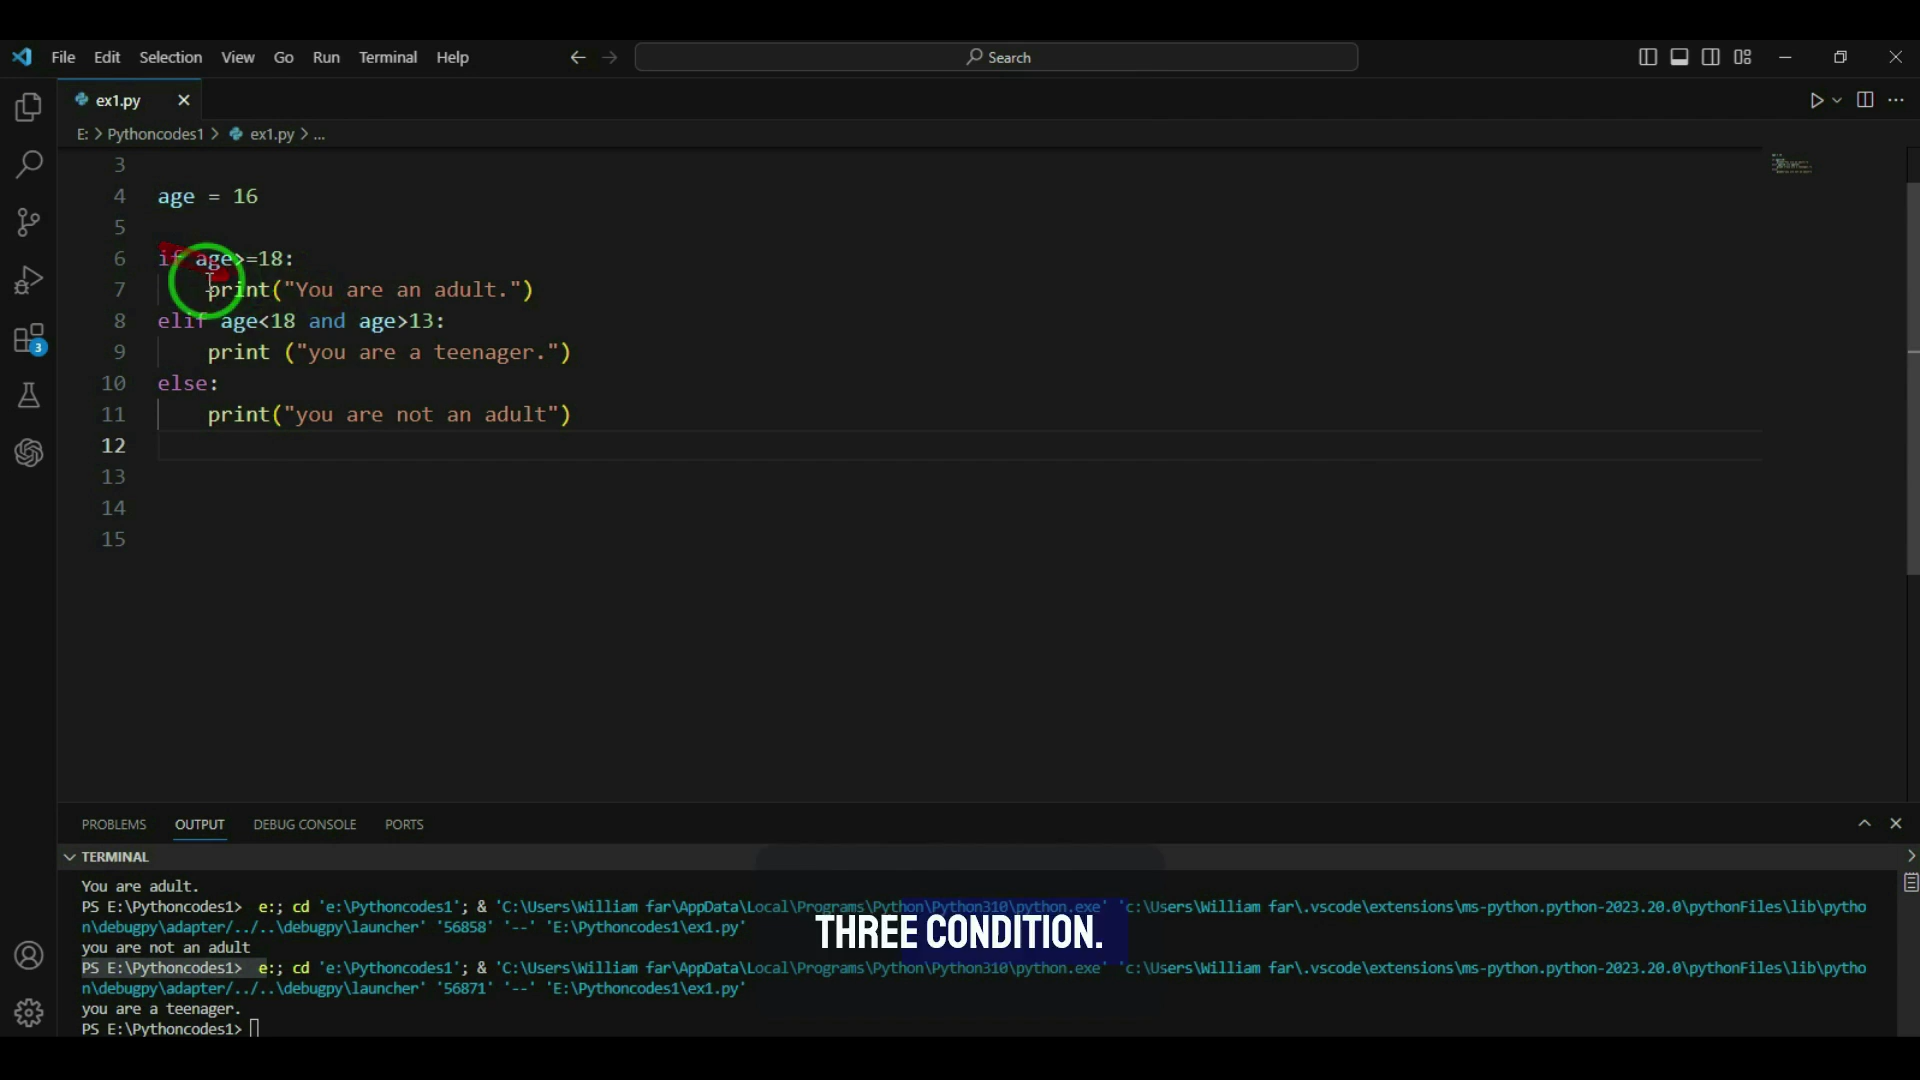 File Edit Selection View Go Run Terminal Help
Search
ex1.py
E: > Pythoncodes1 > ex1.py > ...
3
4 age = 16
5
6 if age>=18:
7 print("You are an adult.")
8 elif age<18 and age>13:
9 print ("you are a teenager.")
10 else:
11 print("you are not an adult")
12
13
14
15
3
PROBLEMS OUTPUT DEBUG CONSOLE PORTS
TERMINAL
You are adult.
PS E:\Pythoncodes1> e:; cd 'e:\Pythoncodes1'; & 'C:\Users\William far\AppData\Local\Programs\Python\Python310\python.exe' 'c:\Users\William far\.vscode\extensions\ms-python.python-2023.20.0\pythonFiles\lib\pytho
n\debugpy\adapter/../..\debugpy\launcher' '56858' '--' 'E:\Pythoncodes1\ex1.py'
you are not an adult
PS E:\Pythoncodes1> e:; cd 'e:\Pythoncodes1'; & 'C:\Users\William far\AppData\Local\Programs\Python\Python310\python.exe' 'c:\Users\William far\.vscode\extensions\ms-python.python-2023.20.0\pythonFiles\lib\pytho
n\debugpy\adapter/../..\debugpy\launcher' '56871' '--' 'E:\Pythoncodes1\ex1.py'
you are a teenager.
PS E:\Pythoncodes1>
THREE CONDITION.